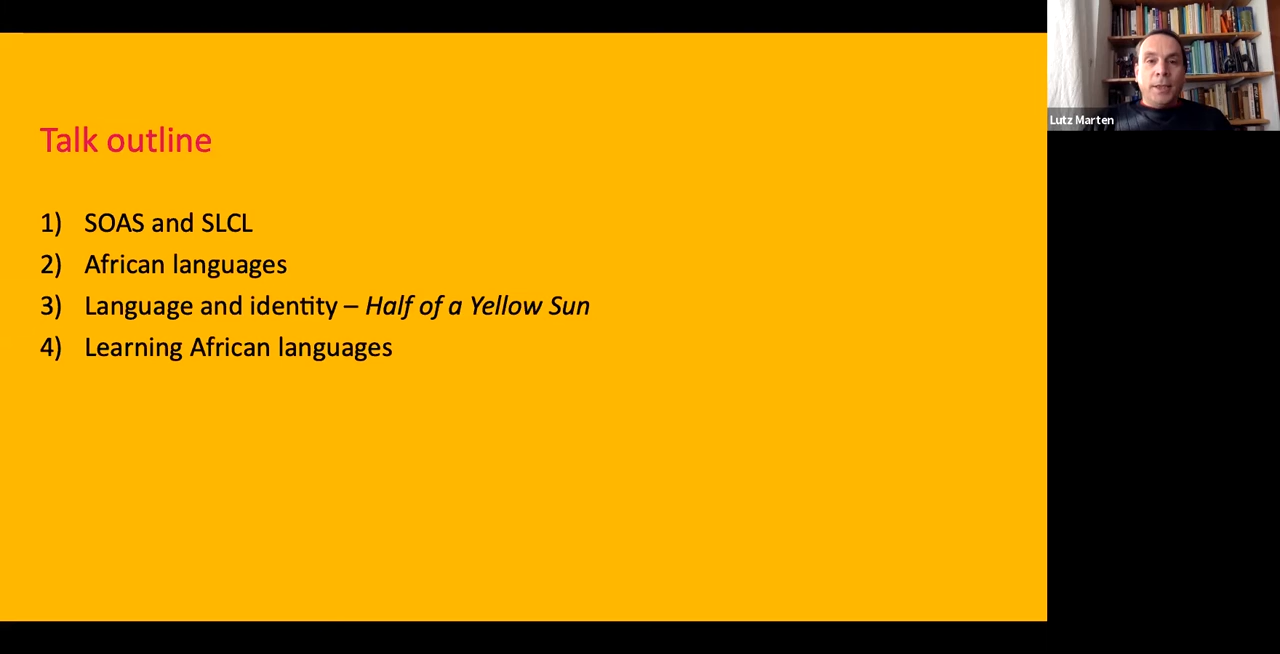 Talk outline
1) SOAS and SLCL
2) African languages
3) Language and identity – Half of a Yellow Sun
4) Learning African languages
Lutz Marten